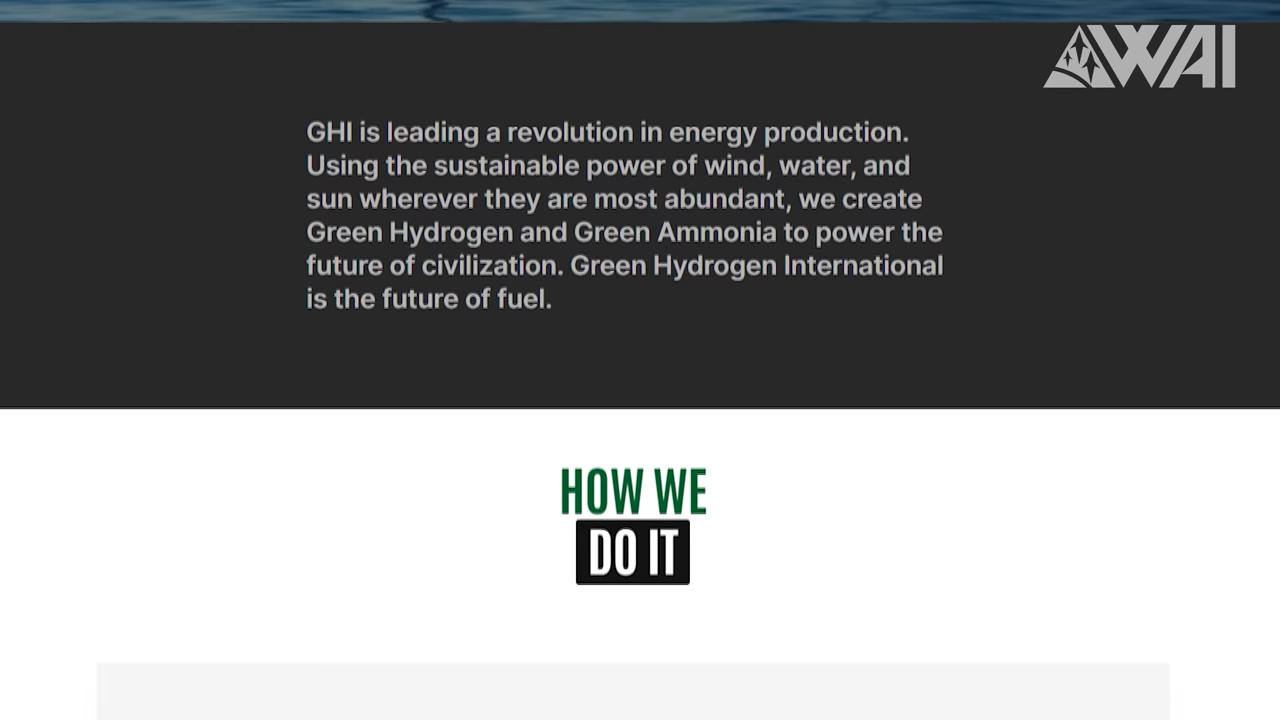 WAI
GHI is leading a revolution in energy production.
Using the sustainable power of wind, water, and
sun wherever they are most abundant, we create
Green Hydrogen and Green Ammonia to power the
future of civilization. Green Hydrogen International
is the future of fuel.
HOW WE
DO IT